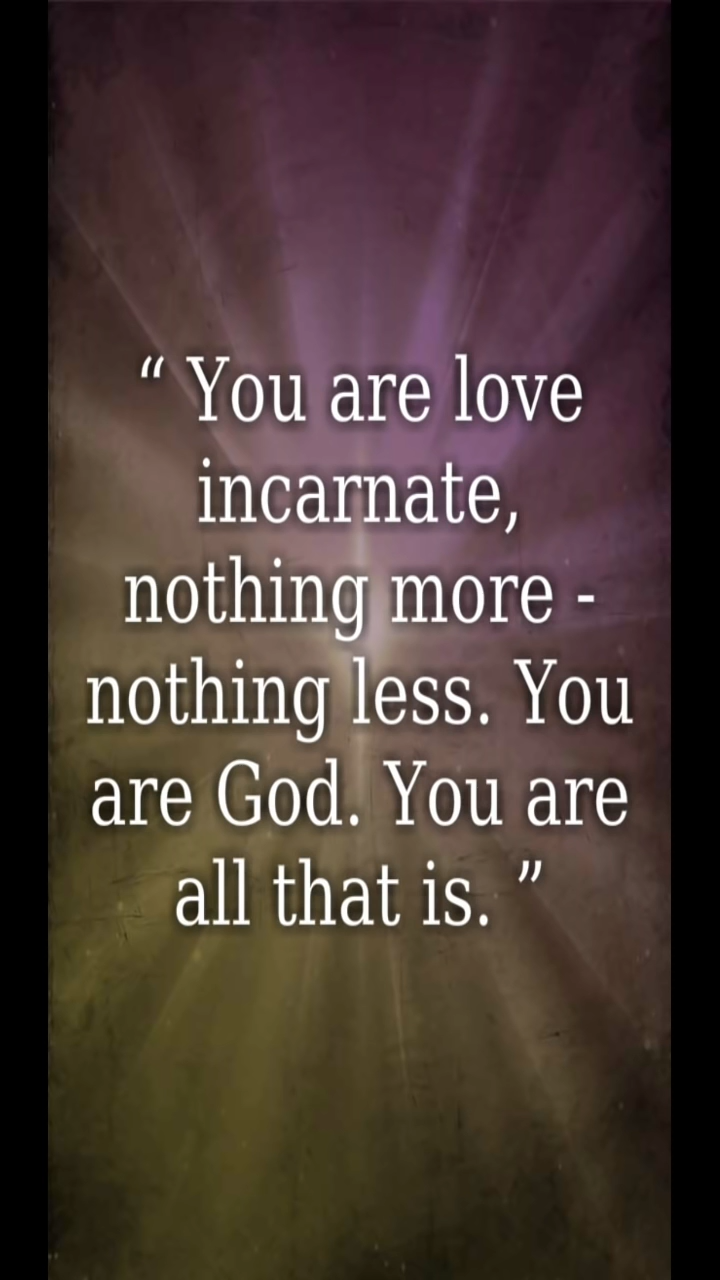 “ You are love
incarnate,
nothing more -
nothing less. You
are God. You are
all that is. ”